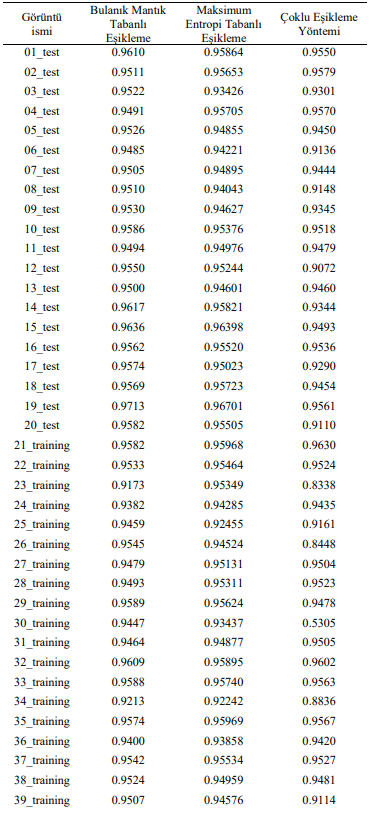 Görüntü ismi Bulanık Mantık Tabanlı Eşikleme Maksimum Entropi Tabanlı Eşikleme Çoklu Eşikleme Yöntemi
01_test 0.9610 0.95864 0.9550
02_test 0.9511 0.95653 0.9579
03_test 0.9522 0.93426 0.9301
04_test 0.9491 0.95705 0.9570
05_test 0.9526 0.94855 0.9450
06_test 0.9485 0.94221 0.9136
07_test 0.9505 0.94895 0.9444
08_test 0.9510 0.94043 0.9148
09_test 0.9530 0.94627 0.9345
10_test 0.9586 0.95376 0.9518
11_test 0.9494 0.94976 0.9479
12_test 0.9550 0.95244 0.9072
13_test 0.9500 0.94601 0.9460
14_test 0.9617 0.95821 0.9344
15_test 0.9636 0.96398 0.9493
16_test 0.9562 0.95520 0.9536
17_test 0.9574 0.95023 0.9290
18_test 0.9569 0.95723 0.9454
19_test 0.9713 0.96701 0.9561
20_test 0.9582 0.95505 0.9110
21_training 0.9582 0.95968 0.9630
22_training 0.9533 0.95464 0.9524
23_training 0.9173 0.95349 0.8338
24_training 0.9382 0.94285 0.9435
25_training 0.9459 0.92455 0.9161
26_training 0.9545 0.94524 0.8448
27_training 0.9479 0.95131 0.9504
28_training 0.9493 0.95311 0.9523
29_training 0.9589 0.95624 0.9478
30_training 0.9447 0.93437 0.5305
31_training 0.9464 0.94877 0.9505
32_training 0.9609 0.95895 0.9602
33_training 0.9588 0.95740 0.9563
34_training 0.9213 0.92242 0.8836
35_training 0.9574 0.95969 0.9567
36_training 0.9400 0.93858 0.9420
37_training 0.9542 0.95534 0.9527
38_training 0.9524 0.94959 0.9481
39_training 0.9507 0.94576 0.9114